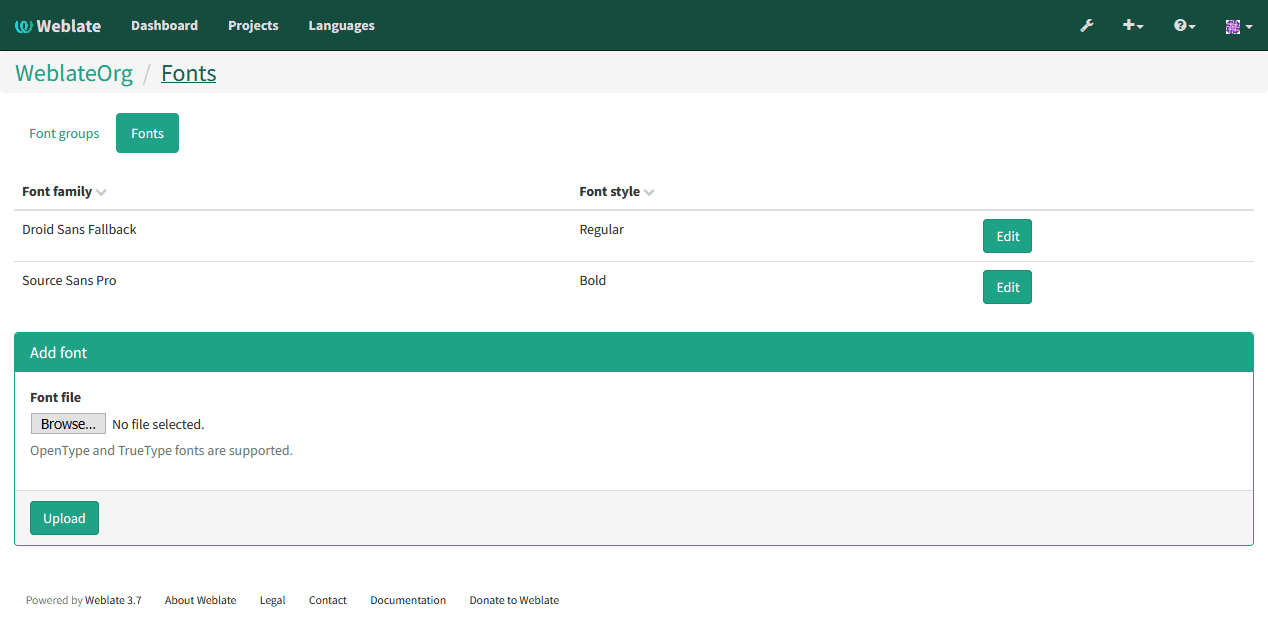 Weblate Dashboard Projects Languages
WeblateOrg / Fonts
Font groups Fonts
Font family Font style
Droid Sans Fallback Regular Edit
Source Sans Pro Bold Edit
Add font
Font file
Browse... No file selected.
OpenType and TrueType fonts are supported.
Upload
Powered by Weblate 3.7 About Weblate Legal Contact Documentation Donate to Weblate